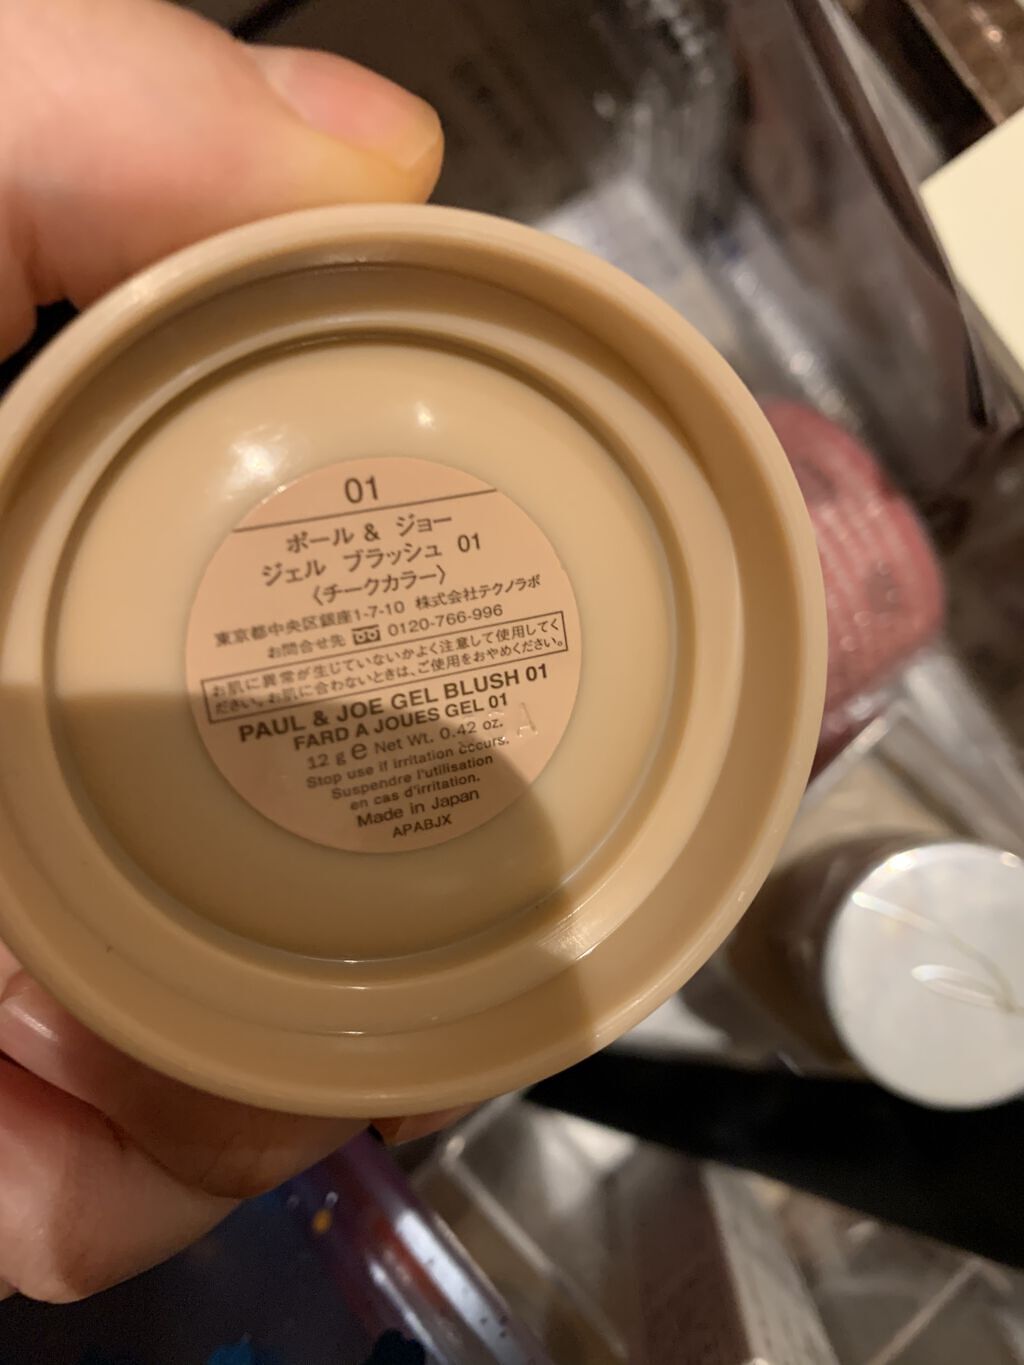 01
ポール & ジョー
ジェル ブラッシュ 01
〈チークカラー〉
東京都中央区銀座1-7-10 株式会社テクノラボ
お問合せ先 0120-766-996
お肌に異常が生じていないかよく注意して使用してく
ださい。お肌に合わないときは、ご使用をおやめください。
PAUL & JOE GEL BLUSH 01
FARD A JOUES GEL 01
12 g e Net Wt. 0.42 oz.
Stop use if irritation occurs.
Suspendre l'utilisation
en cas d'irritation.
Made in Japan
APABJX